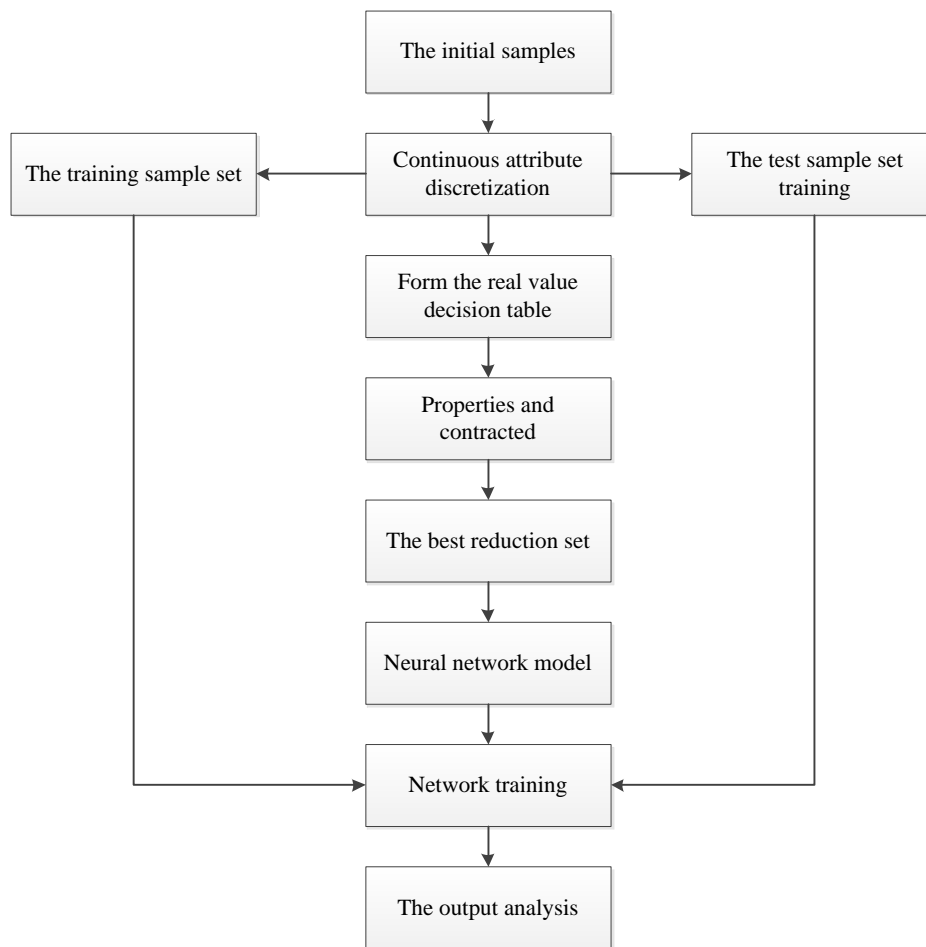 The initial samples
The training sample set
Continuous attribute
discretization
The test sample set
training
Form the real value
decision table
Properties and
contracted
The best reduction set
Neural network model
Network training
The output analysis